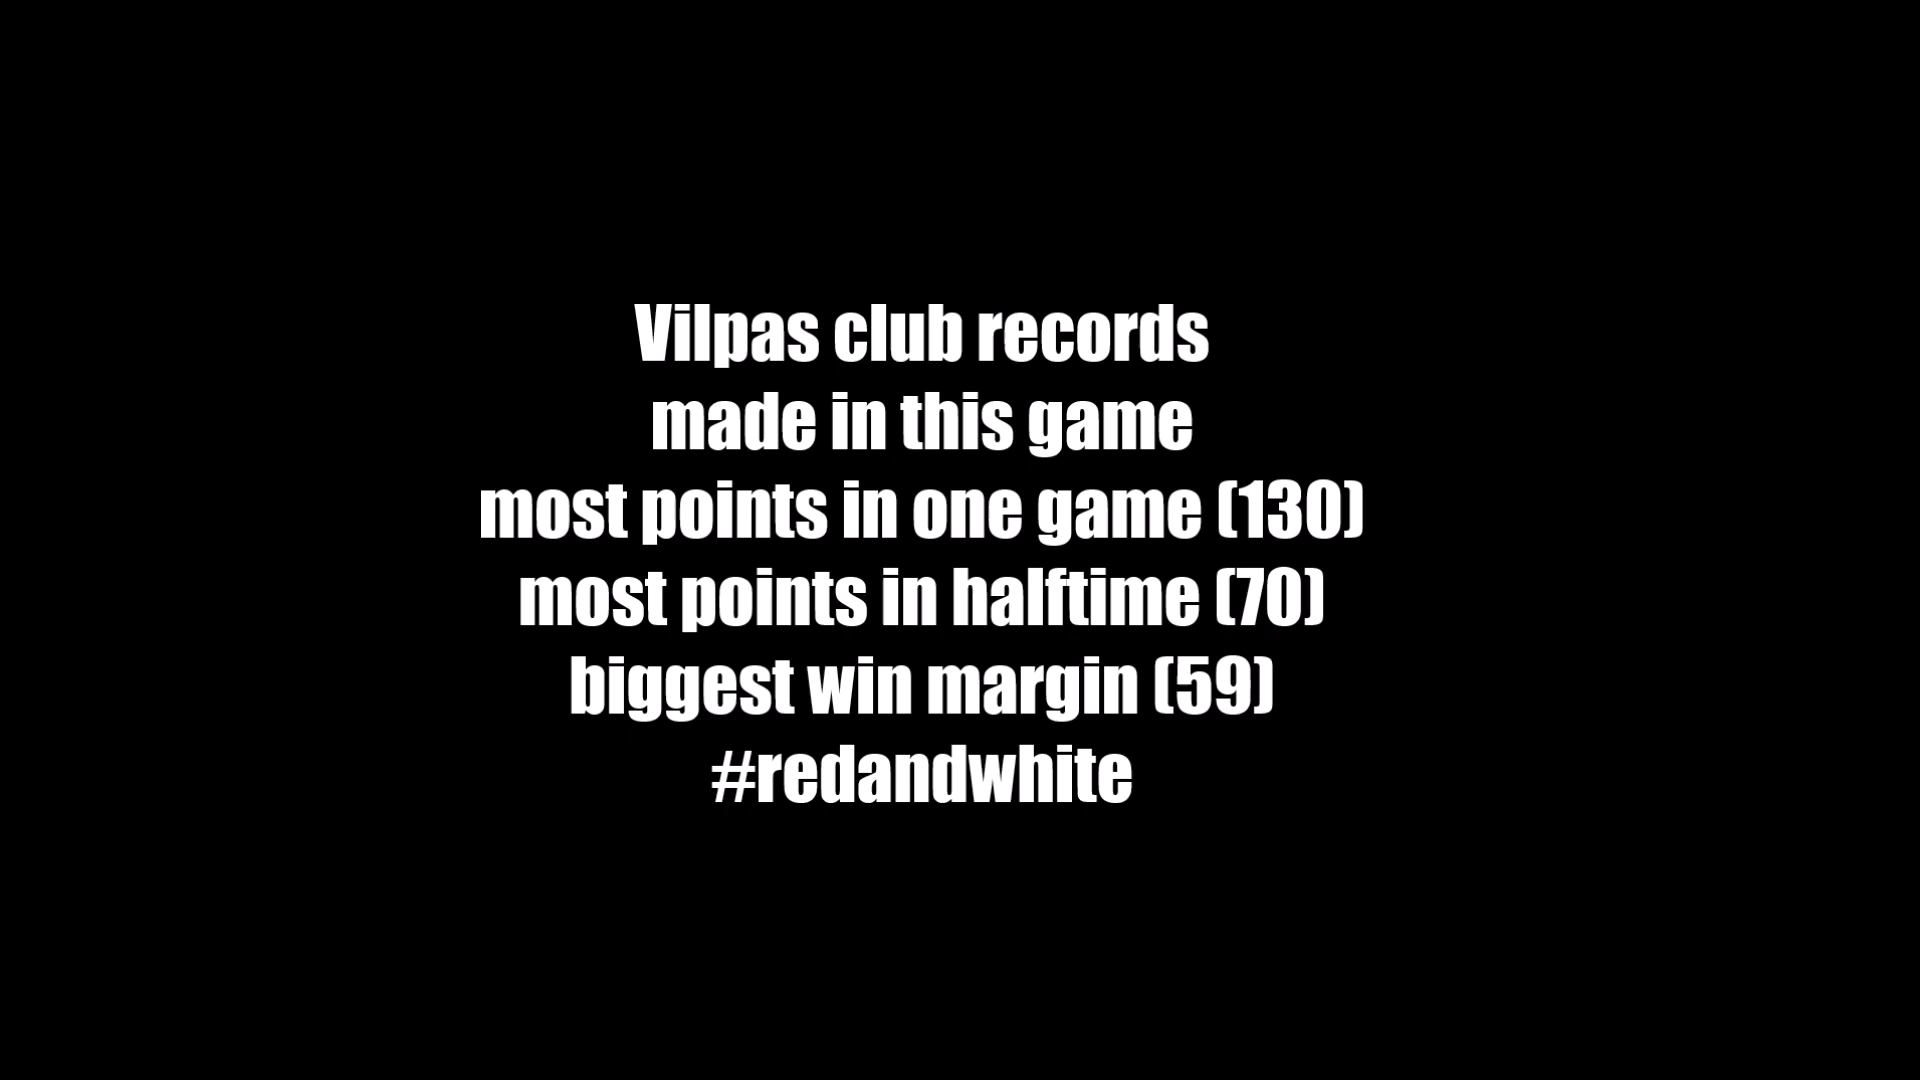 Vilpas club records
made in this game
most points in one game (130)
most points in halftime (70)
biggest win margin (59)
#redandwhite